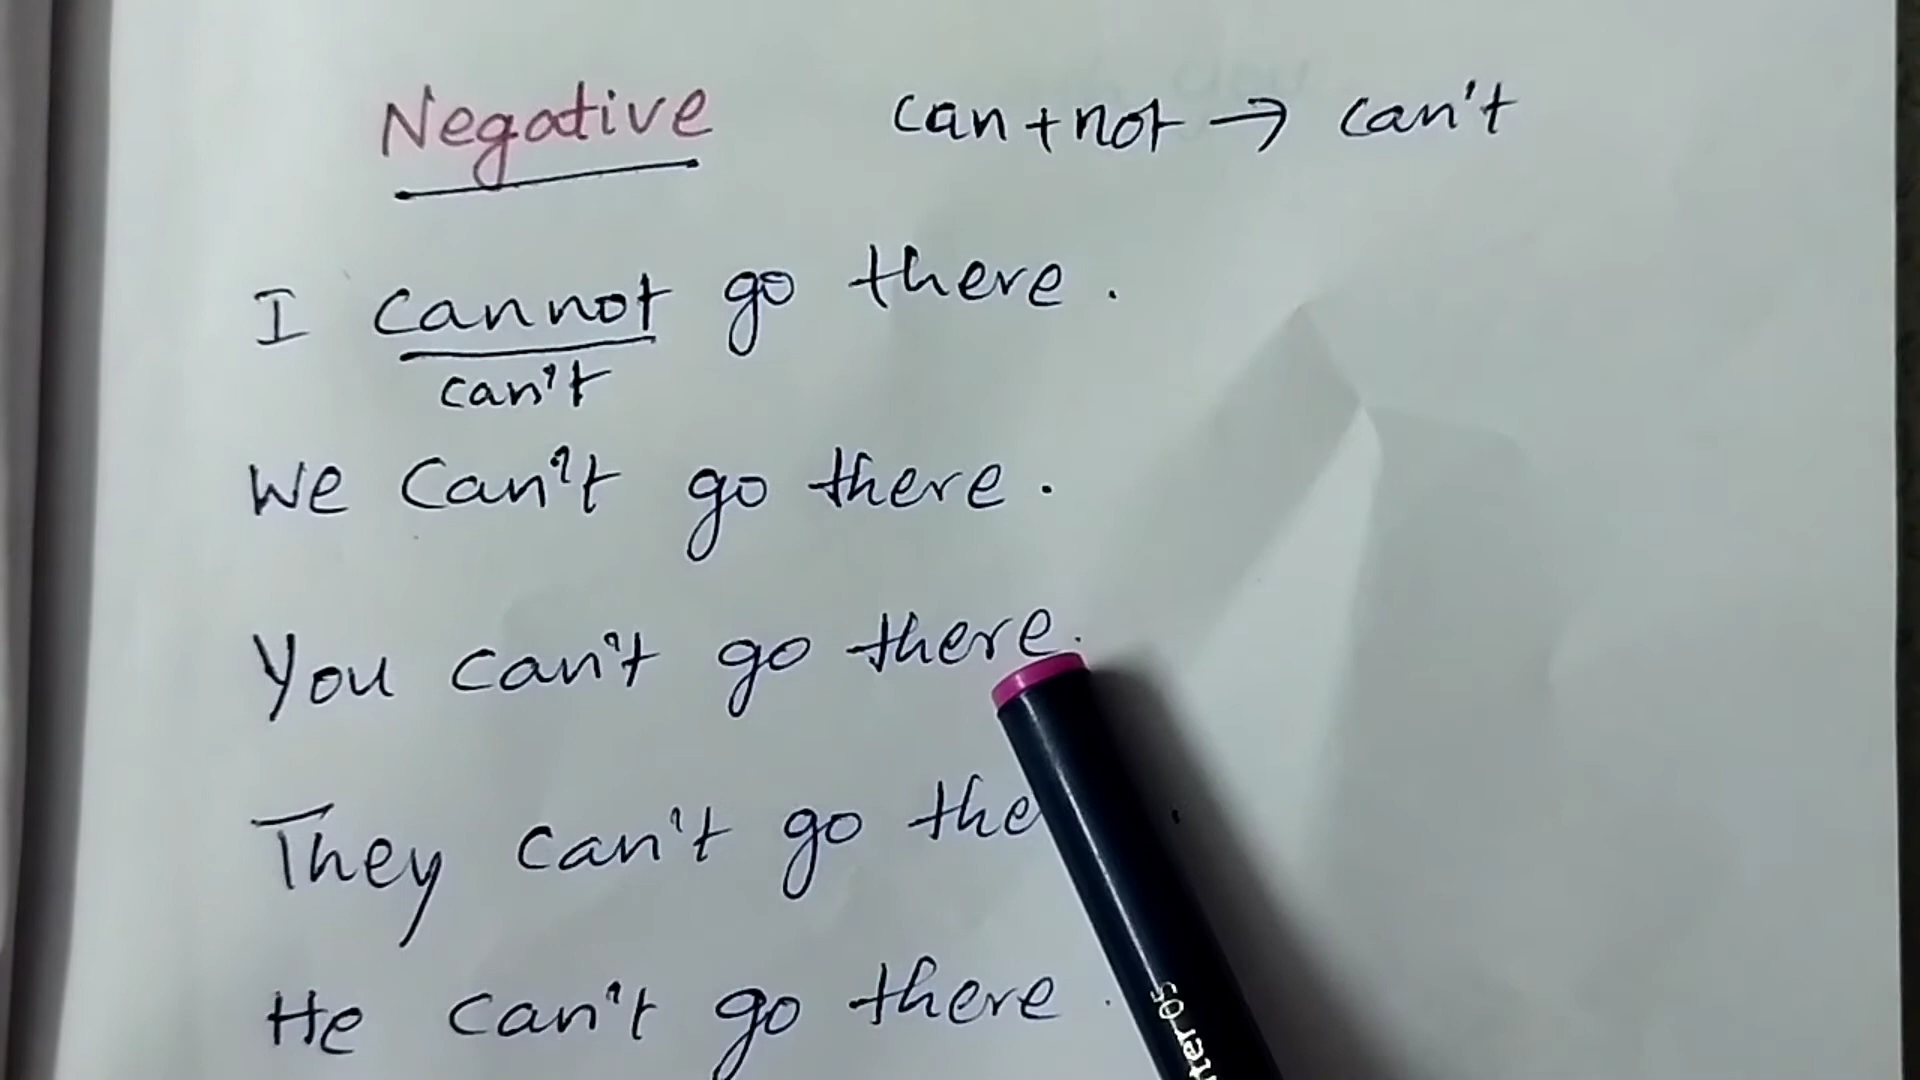 Negative can + not → can't
I cannot go there.
can't
We can't go there.
You can't go there.
They can't go the
He can't go there.